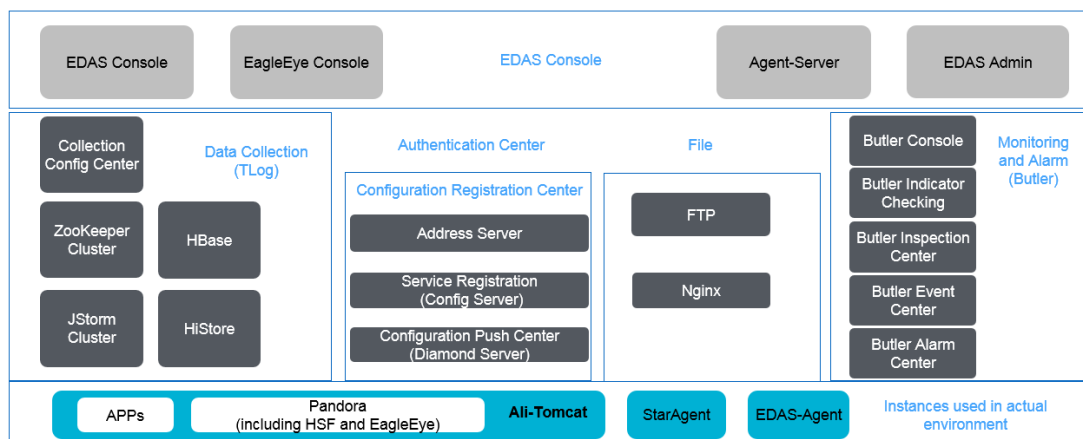 EDAS Console
EagleEye Console
EDAS Console
Agent-Server
EDAS Admin
Collection
Config Center
Data Collection
(TLog)
ZooKeeper
Cluster
HBase
JStorm
Cluster
HiStore
Authentication Center
Configuration Registration Center
Address Server
Service Registration
(Config Server)
Configuration Push Center
(Diamond Server)
File
FTP
Nginx
Butler Console
Monitoring
and Alarm
(Butler)
Butler Indicator
Checking
Butler Inspection
Center
Butler Event
Center
Butler Alarm
Center
APPs
Pandora
(including HSF and EagleEye)
Ali-Tomcat
StarAgent
EDAS-Agent
Instances used in actual
environment